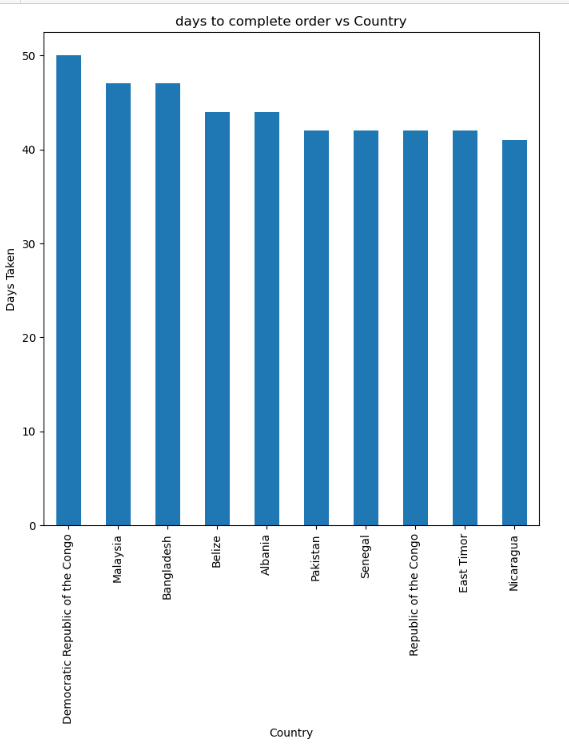 days to complete order vs Country
Days Taken
50
40
30
20
10
0
Democratic Republic of the Congo
Malaysia
Bangladesh
Belize
Albania
Pakistan
Senegal
Republic of the Congo
East Timor
Nicaragua
Country